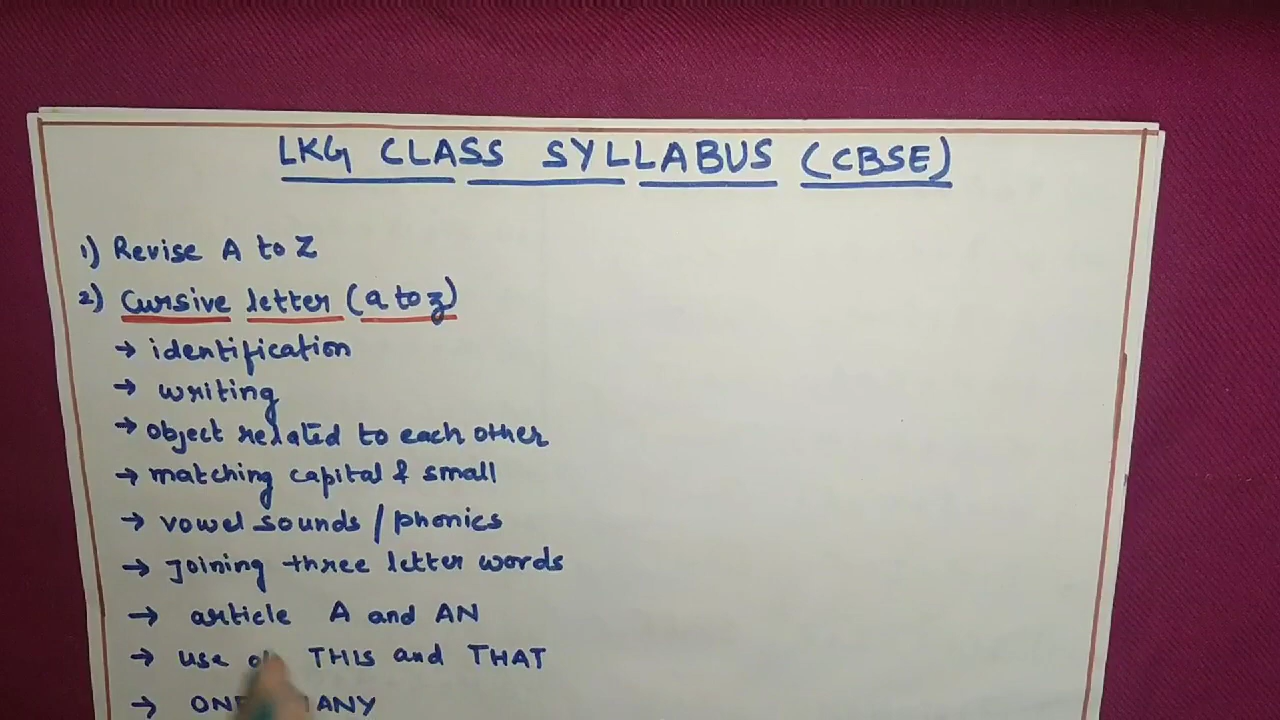 LKG CLASS SYLLABUS (CBSE)
1) Revise A to Z
2) Cursive letter (a to z)
→ identification
→ writing
→ object related to each other
→ matching capital & small
→ vowel sounds / phonics
→ Joining three letter words
→ article A and AN
→ use THIS and THAT
→